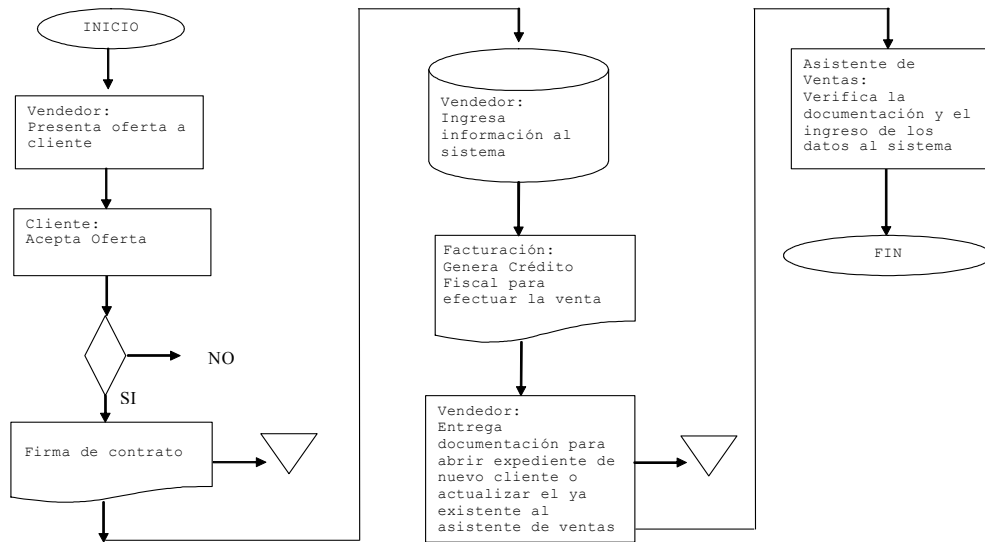 INICIO
Vendedor:
Presenta oferta a
cliente
Cliente:
Acepta Oferta
NO
SI
Firma de contrato
Vendedor:
Ingresa
información al
sistema
Facturación:
Genera Crédito
Fiscal para
efectuar la venta
Vendedor:
Entrega
documentación para
abrir expediente de
nuevo cliente o
actualizar el ya
existente al
asistente de ventas
Asistente de
Ventas:
Verifica la
documentación y el
ingreso de los
datos al sistema
FIN